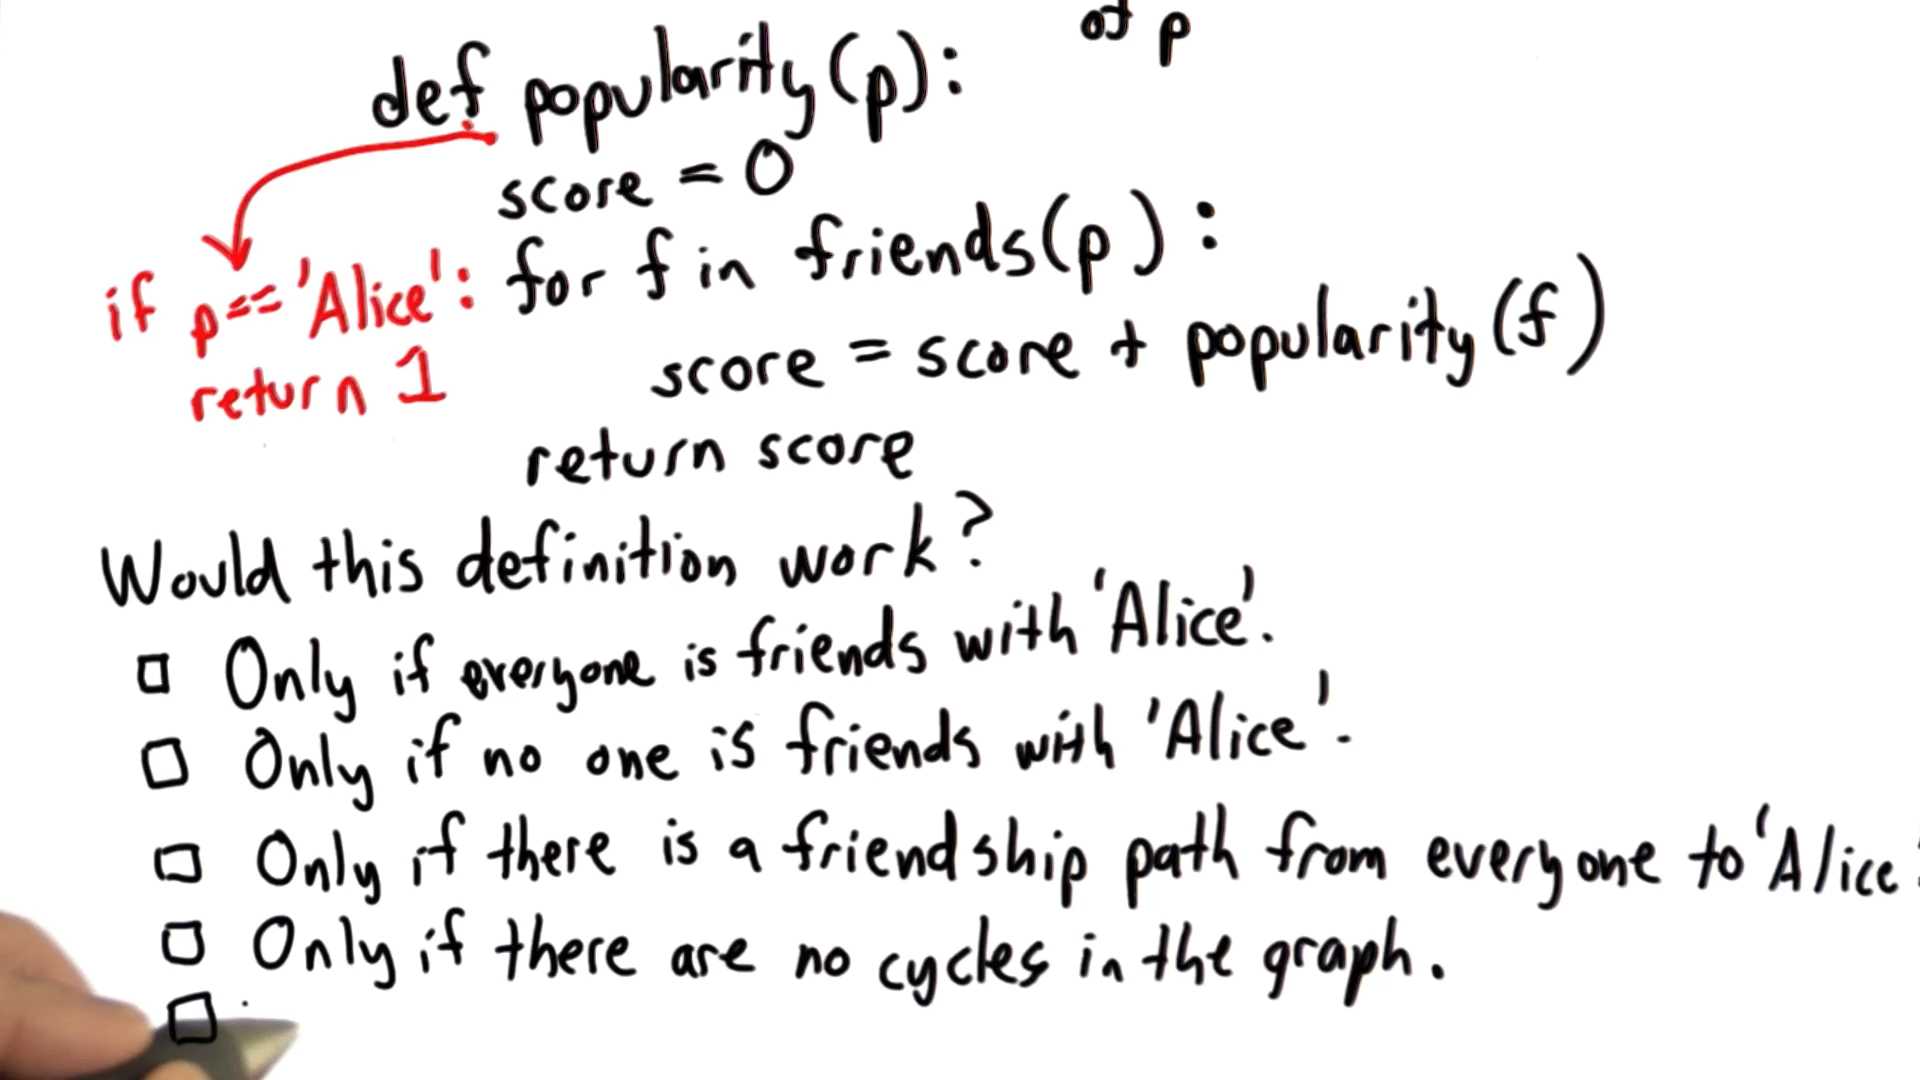 of p
def popularity(p):
score = 0
for f in friends(p):
score = score + popularity(f)
return score
if p=='Alice':
return 1
Would this definition work?
Only if everyone is friends with 'Alice'.
Only if no one is friends with 'Alice'.
Only if there is a friendship path from everyone to 'Alice'
Only if there are no cycles in the graph.